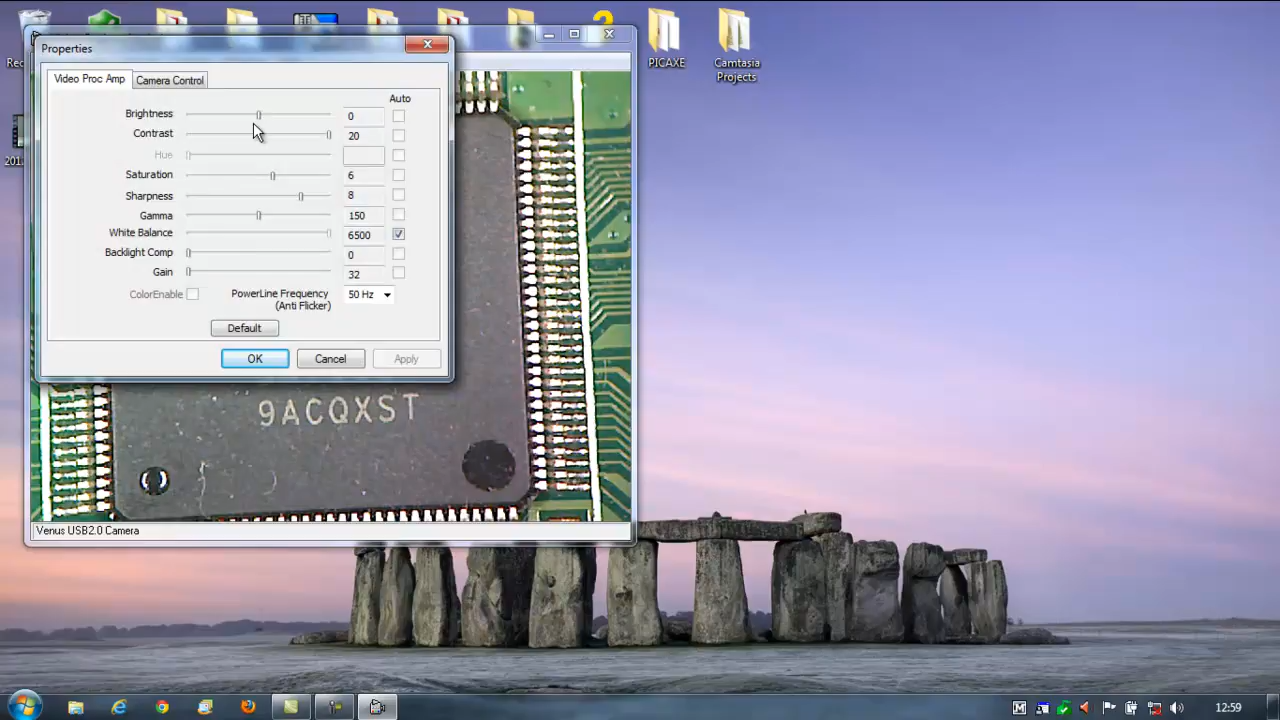 PICAXE
Camtasia
Projects
Properties
Video Proc Amp
Camera Control
Auto
Brightness 0
Contrast 20
Hue
Saturation 6
Sharpness 8
Gamma 150
White Balance 6500
Backlight Comp 0
Gain 32
ColorEnable
PowerLine Frequency 50 Hz
(Anti Flicker)
Default
OK Cancel Apply
9ACQXST
Venus USB2.0 Camera
12:59